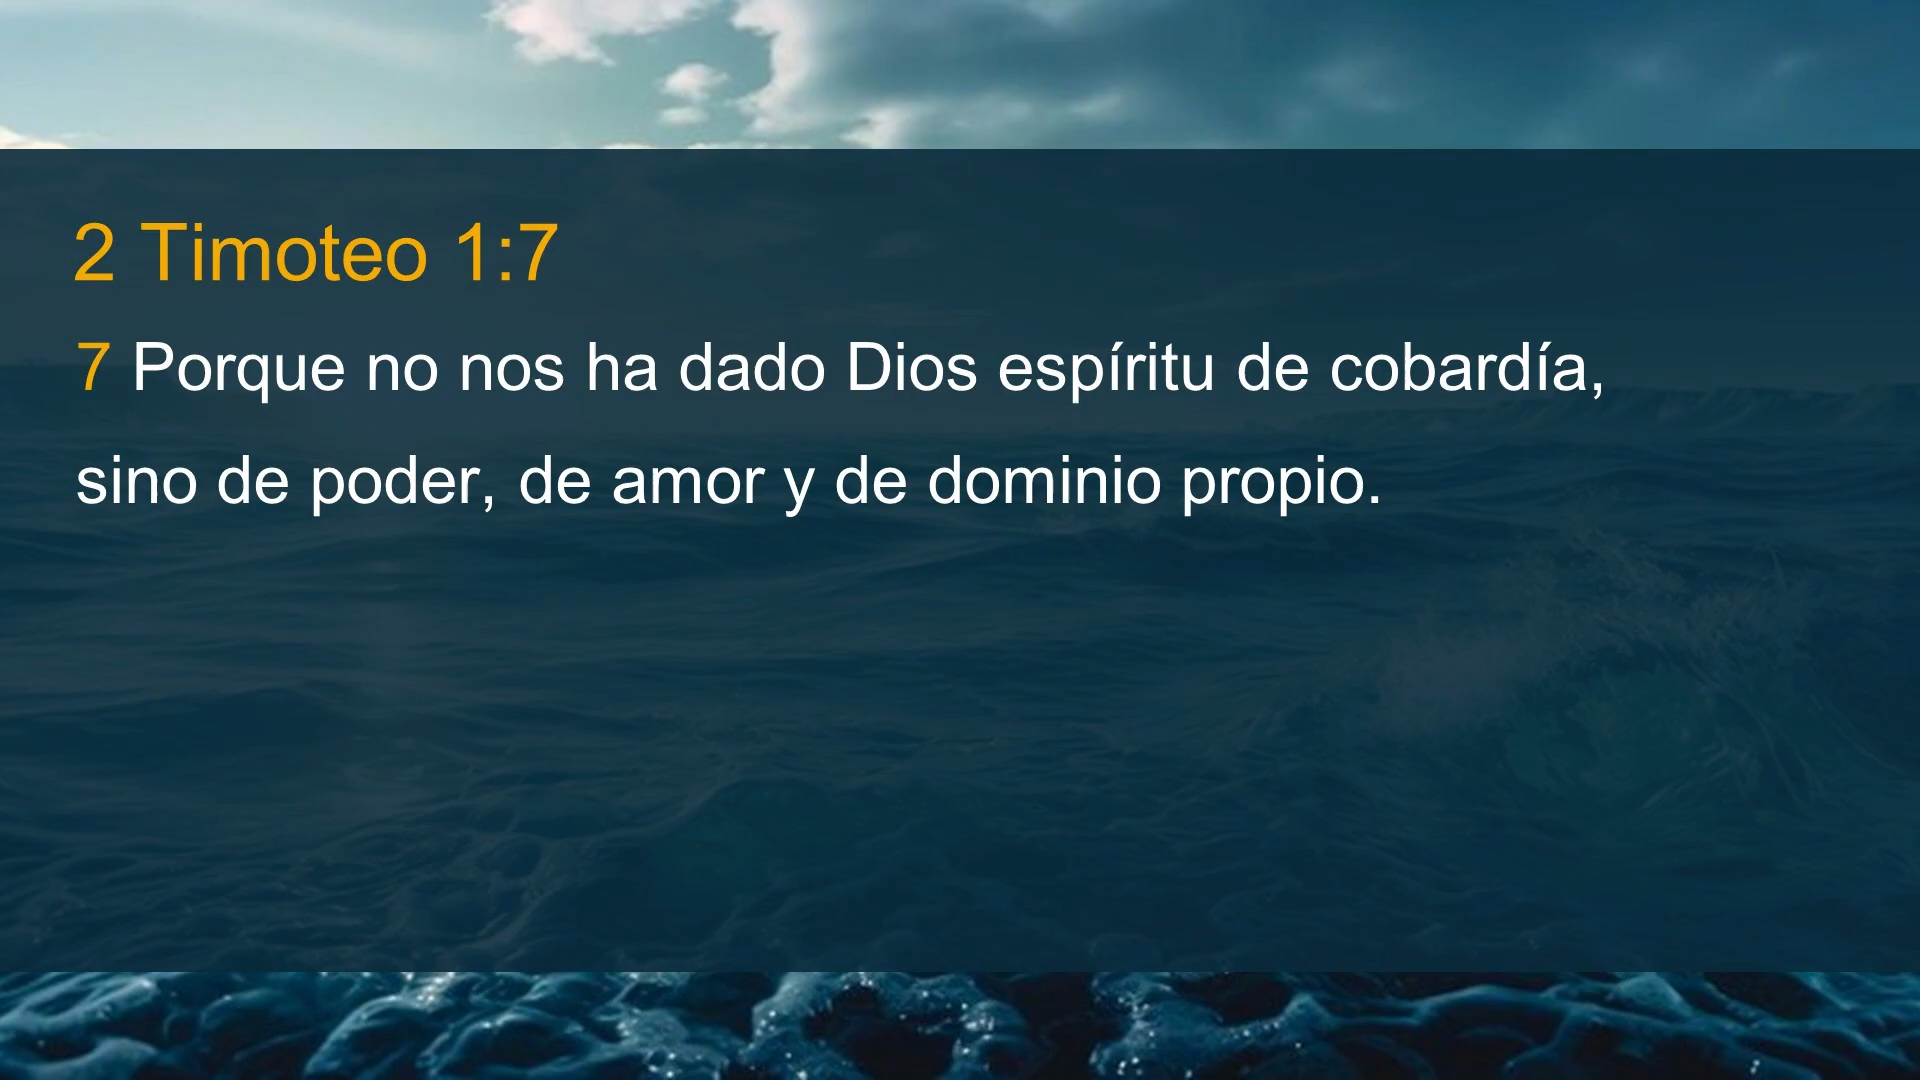 2 Timoteo 1:7
7 Porque no nos ha dado Dios espíritu de cobardía,
sino de poder, de amor y de dominio propio.